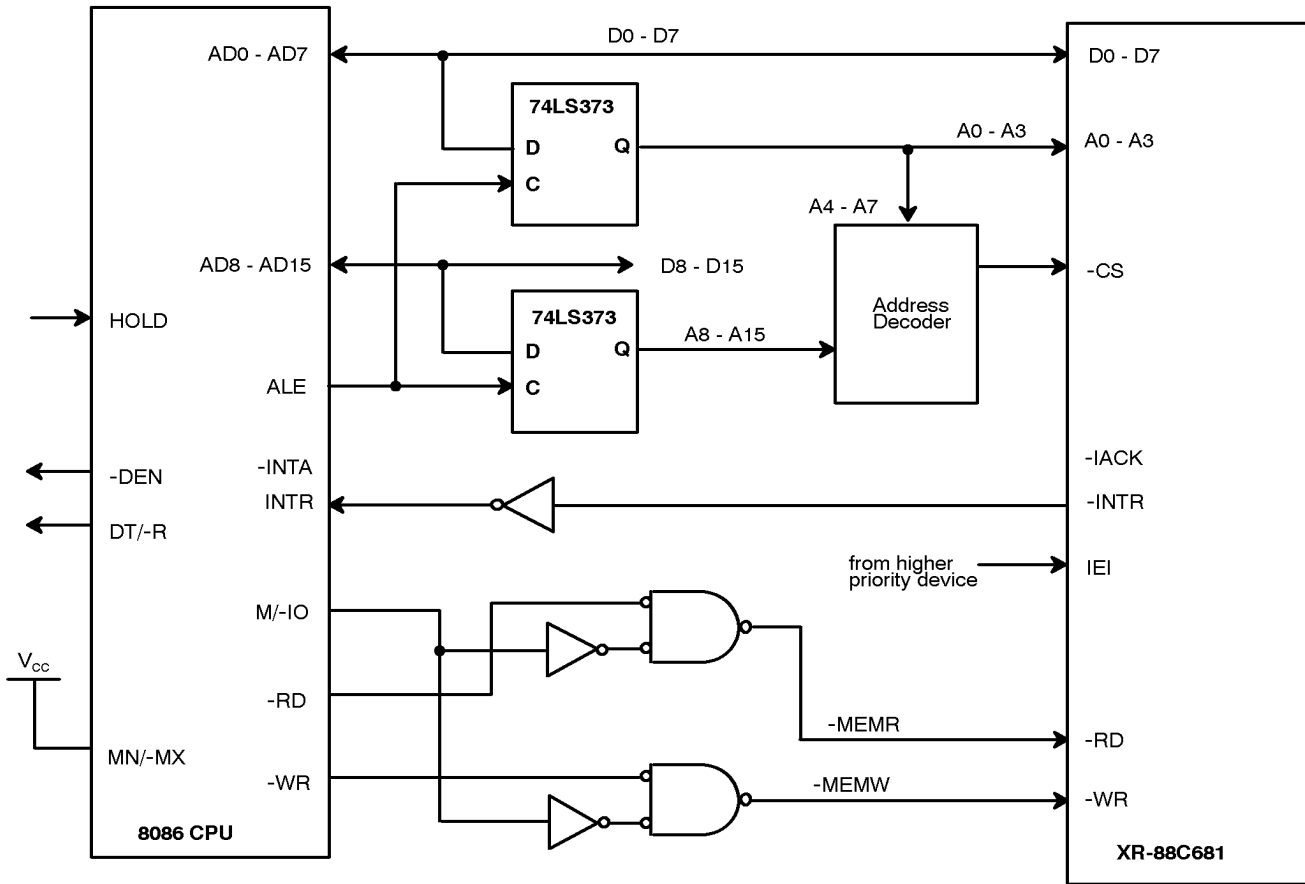 AD0 - AD7
D0 - D7
D0 - D7
74LS373
D
Q
C
A0 - A3
A0 - A3
A4 - A7
AD8 - AD15
D8 - D15
-CS
HOLD
74LS373
D
Q
C
A8 - A15
Address
Decoder
ALE
-DEN
-INTA
-IACK
INTR
-INTR
DT/-R
from higher
priority device
IEI
M/-IO
VCC
-RD
-MEMR
-RD
MN/-MX
-WR
-MEMW
-WR
8086 CPU
XR-88C681